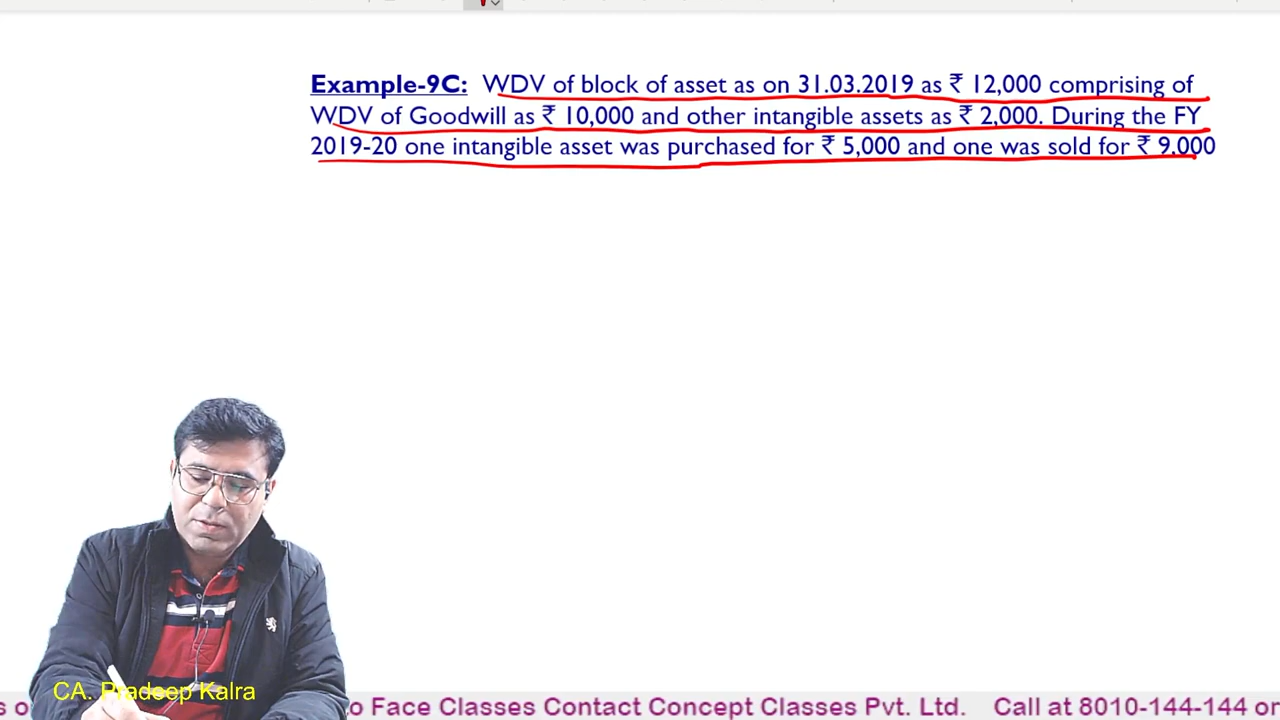 Example-9C: WDV of block of asset as on 31.03.2019 as ₹ 12,000 comprising of
WDV of Goodwill as ₹ 10,000 and other intangible assets as ₹ 2,000. During the FY
2019-20 one intangible asset was purchased for ₹ 5,000 and one was sold for ₹ 9,000
CA. Pradeep Kalra
to Face Classes Contact Concept Classes Pvt. Ltd. Call at 8010-144-144 or